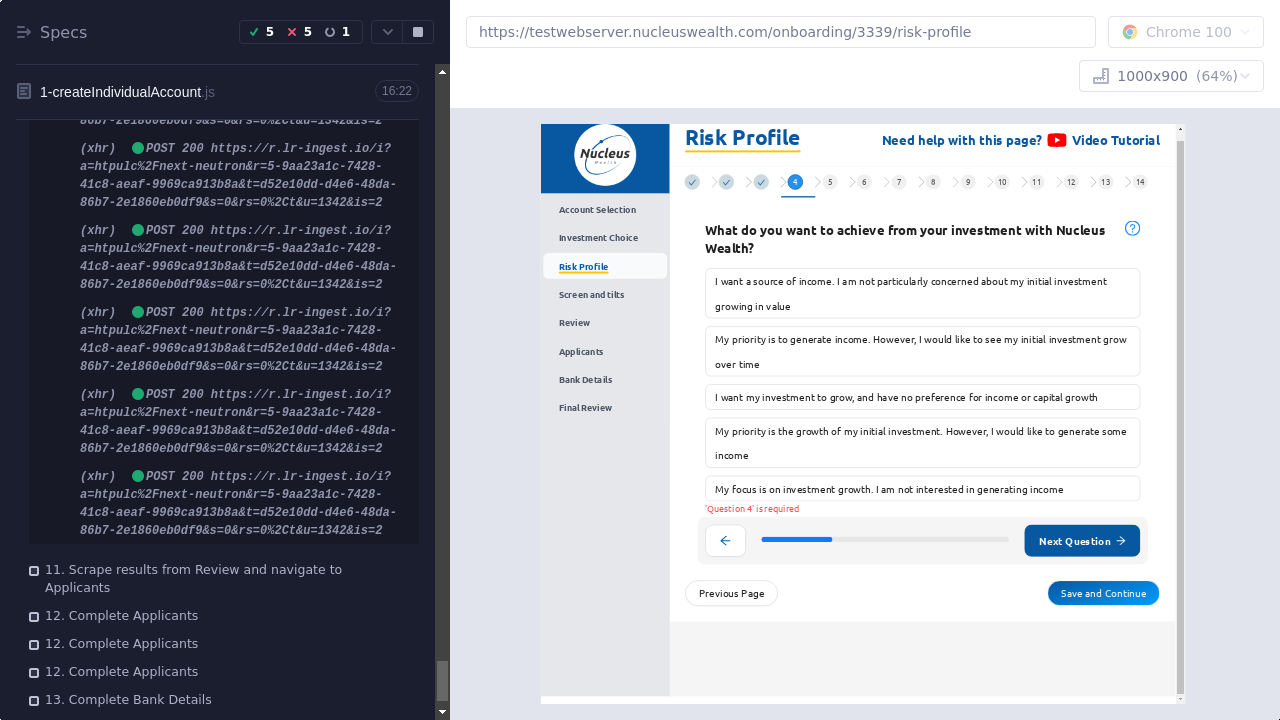 Specs
5 5 1
1-createIndividualAccount.js 16:22
86b7-2e1860eb0df9&s=0&rs=0%2Ct&u=1342&is=2
(xhr) POST 200 https://r.lr-ingest.io/i?
a=htpulc%2Fnext-neutron&r=5-9aa23a1c-7428-
41c8-aeaf-9969ca913b8a&t=d52e10dd-d4e6-48da-
86b7-2e1860eb0df9&s=0&rs=0%2Ct&u=1342&is=2
(xhr) POST 200 https://r.lr-ingest.io/i?
a=htpulc%2Fnext-neutron&r=5-9aa23a1c-7428-
41c8-aeaf-9969ca913b8a&t=d52e10dd-d4e6-48da-
86b7-2e1860eb0df9&s=0&rs=0%2Ct&u=1342&is=2
(xhr) POST 200 https://r.lr-ingest.io/i?
a=htpulc%2Fnext-neutron&r=5-9aa23a1c-7428-
41c8-aeaf-9969ca913b8a&t=d52e10dd-d4e6-48da-
86b7-2e1860eb0df9&s=0&rs=0%2Ct&u=1342&is=2
(xhr) POST 200 https://r.lr-ingest.io/i?
a=htpulc%2Fnext-neutron&r=5-9aa23a1c-7428-
41c8-aeaf-9969ca913b8a&t=d52e10dd-d4e6-48da-
86b7-2e1860eb0df9&s=0&rs=0%2Ct&u=1342&is=2
(xhr) POST 200 https://r.lr-ingest.io/i?
a=htpulc%2Fnext-neutron&r=5-9aa23a1c-7428-
41c8-aeaf-9969ca913b8a&t=d52e10dd-d4e6-48da-
86b7-2e1860eb0df9&s=0&rs=0%2Ct&u=1342&is=2
11. Scrape results from Review and navigate to
Applicants
12. Complete Applicants
12. Complete Applicants
12. Complete Applicants
13. Complete Bank Details
https://testwebserver.nucleuswealth.com/onboarding/3339/risk-profile
Chrome 100
1000x900 (64%)
Nucleus
Wealth
Account Selection
Investment Choice
Risk Profile
Screen and tilts
Review
Applicants
Bank Details
Final Review
Risk Profile
Need help with this page? Video Tutorial
4 5 6 7 8 9 10 11 12 13 14
What do you want to achieve from your investment with Nucleus
Wealth?
I want a source of income. I am not particularly concerned about my initial investment
growing in value
My priority is to generate income. However, I would like to see my initial investment grow
over time
I want my investment to grow, and have no preference for income or capital growth
My priority is the growth of my initial investment. However, I would like to generate some
income
My focus is on investment growth. I am not interested in generating income
'Question 4' is required
Next Question
Previous Page
Save and Continue